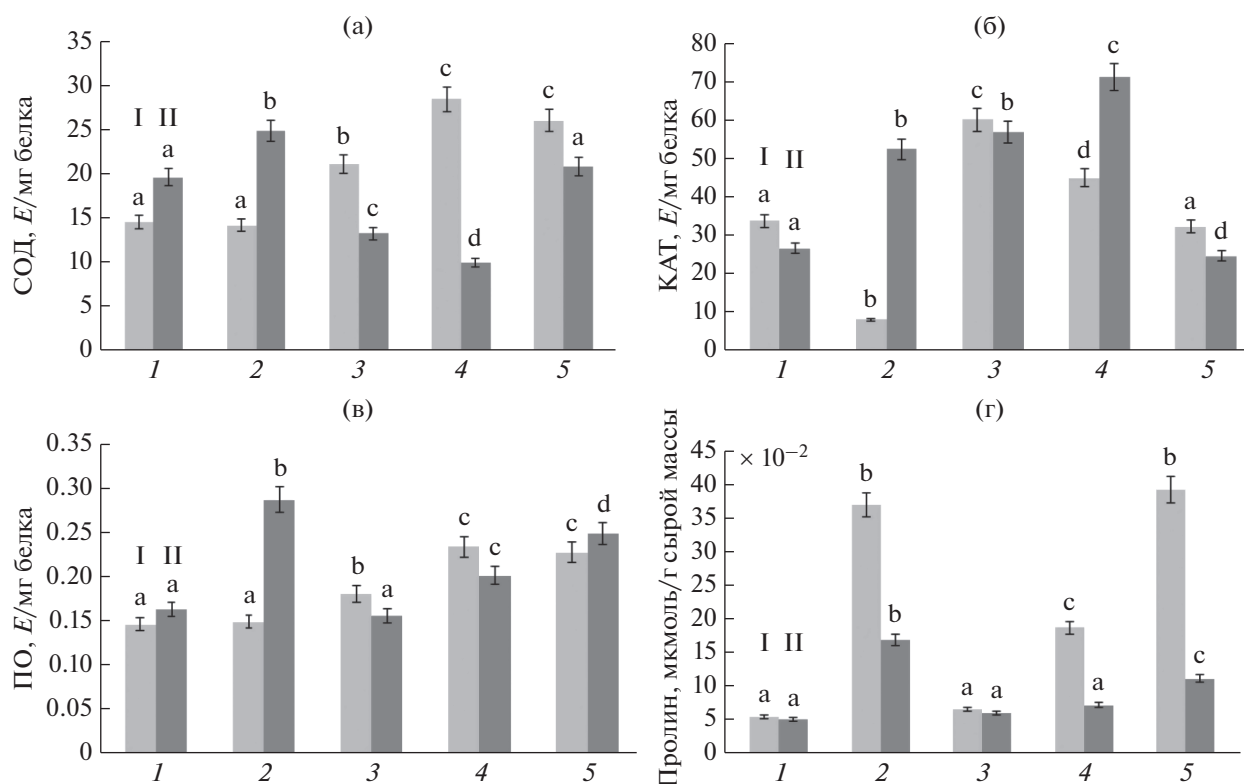 (а)
СОД, E/мг белка
35
30
25
20
15
10
5
0
I II
a a
a b
b c
c d
c a
1 2 3 4 5
(б)
КАТ, E/мг белка
80
70
60
50
40
30
20
10
0
I II
a a
b b
c b
d c
a d
1 2 3 4 5
(в)
ПО, E/мг белка
0.35
0.30
0.25
0.20
0.15
0.10
0.05
0
I II
a a
a b
b a
c c
c d
1 2 3 4 5
(г)
Пролин, мкмоль/г сырой массы
× 10−2
45
40
35
30
25
20
15
10
5
0
I II
a a
b b
a a
c a
b c
1 2 3 4 5